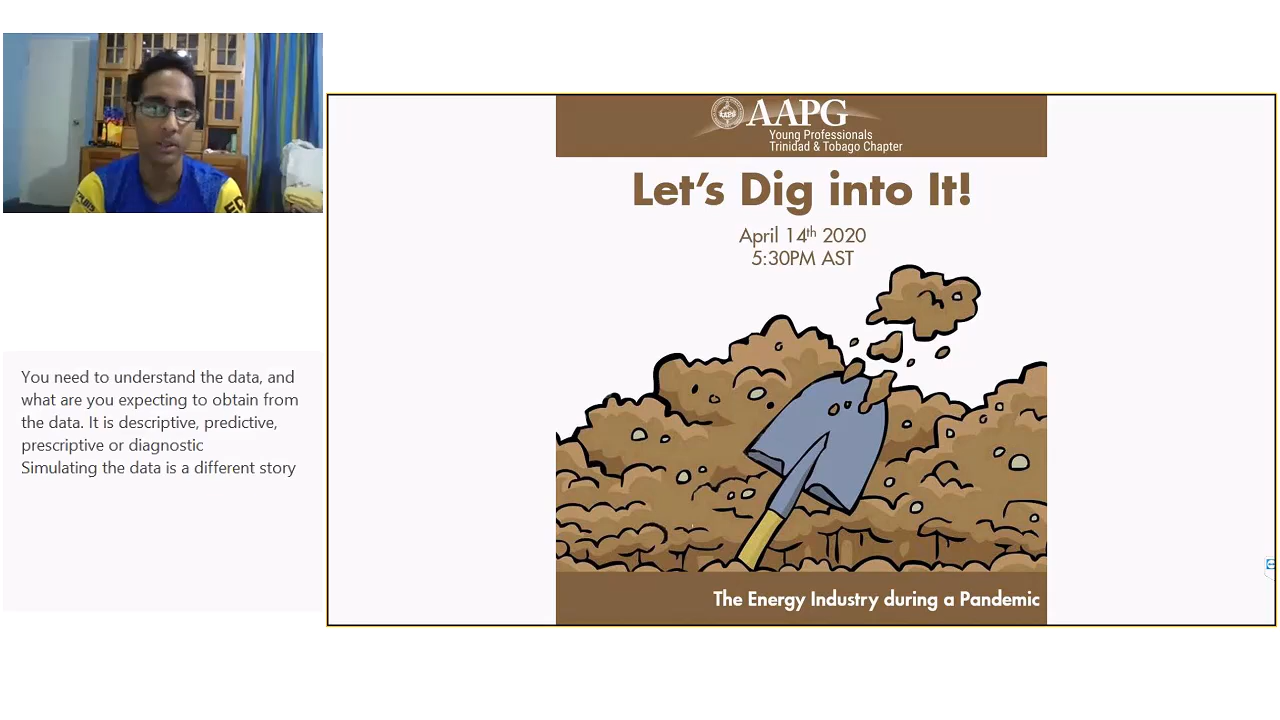 AAPG
Young Professionals
Trinidad & Tobago Chapter
Let's Dig into It!
April 14th 2020
5:30PM AST
The Energy Industry during a Pandemic
You need to understand the data, and
what are you expecting to obtain from
the data. It is descriptive, predictive,
prescriptive or diagnostic
Simulating the data is a different story